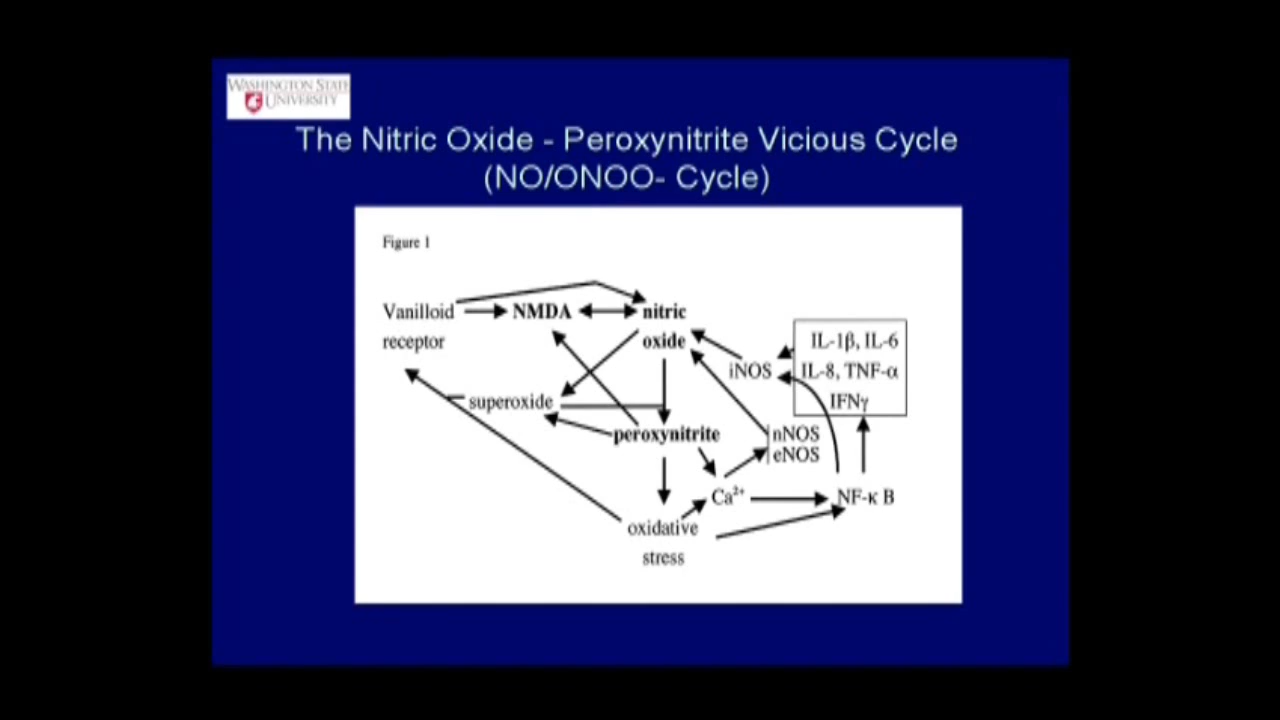 WASHINGTON STATE
UNIVERSITY
The Nitric Oxide - Peroxynitrite Vicious Cycle
(NO/ONOO- Cycle)
Figure 1
Vanilloid
receptor
NMDA
nitric
oxide
iNOS
IL-1β, IL-6
IL-8, TNF-α
IFNγ
superoxide
peroxynitrite
nNOS
eNOS
Ca²⁺
NF-κ B
oxidative
stress